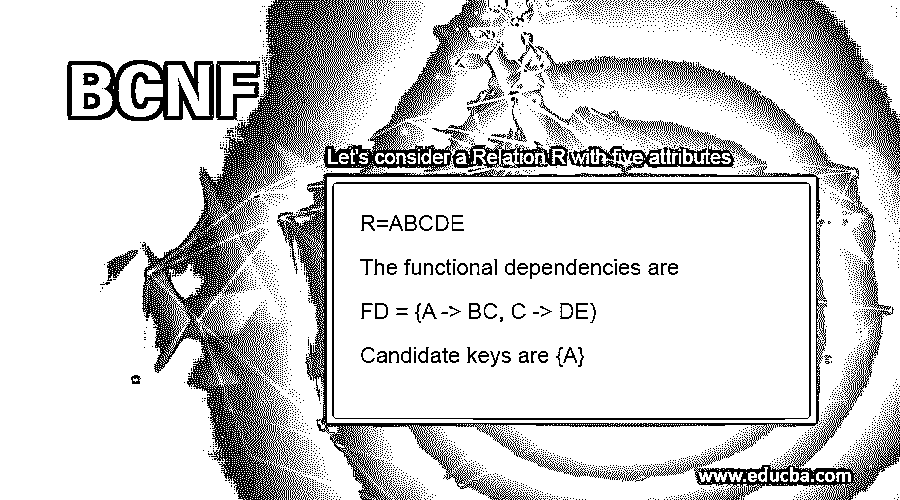 BCNF
Let's consider a Relation R with five attributes
R=ABCDE
The functional dependencies are
FD = {A -> BC, C -> DE)
Candidate keys are {A}
www.educba.com